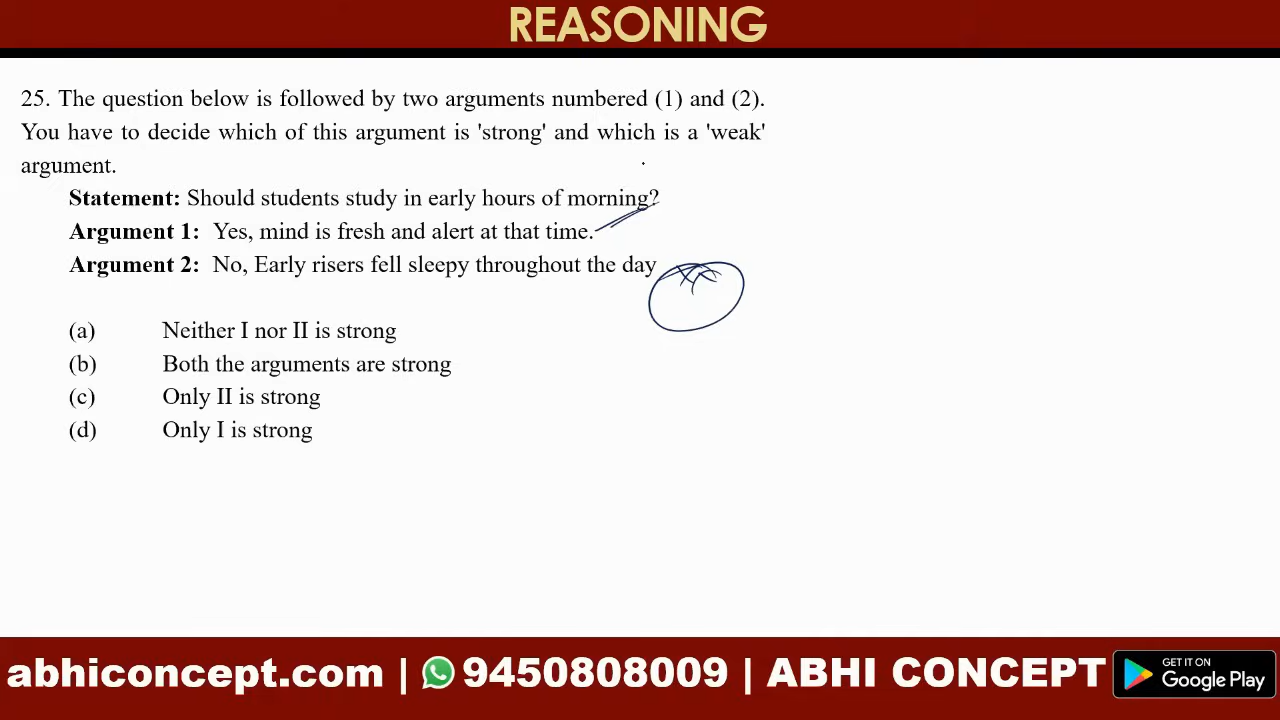 REASONING
25. The question below is followed by two arguments numbered (1) and (2).
You have to decide which of this argument is 'strong' and which is a 'weak'
argument.
Statement: Should students study in early hours of morning?
Argument 1: Yes, mind is fresh and alert at that time.
Argument 2: No, Early risers fell sleepy throughout the day
(a) Neither I nor II is strong
(b) Both the arguments are strong
(c) Only II is strong
(d) Only I is strong
abhiconcept.com | 9450808009 | ABHI CONCEPT
GET IT ON
Google Play